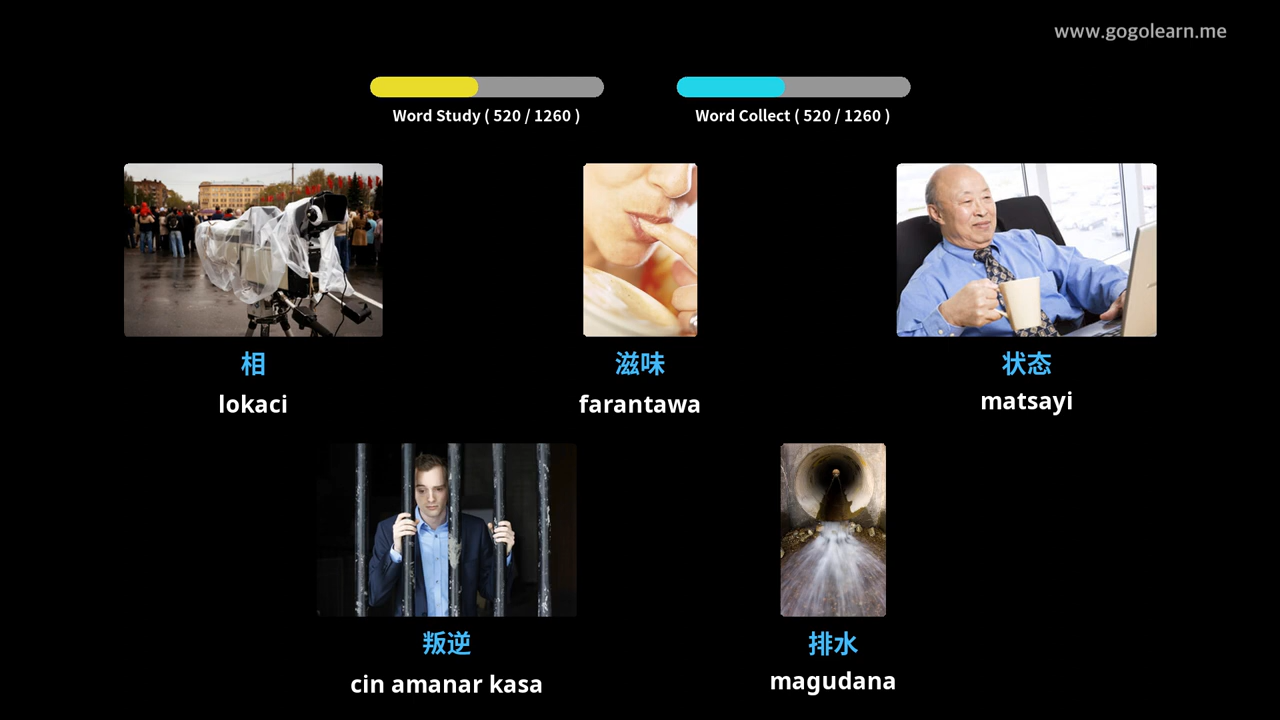 www.gogolearn.me
Word Study ( 520 / 1260 )
Word Collect ( 520 / 1260 )
相
滋味
状态
lokaci
farantawa
matsayi
叛逆
排水
cin amanar kasa
magudana